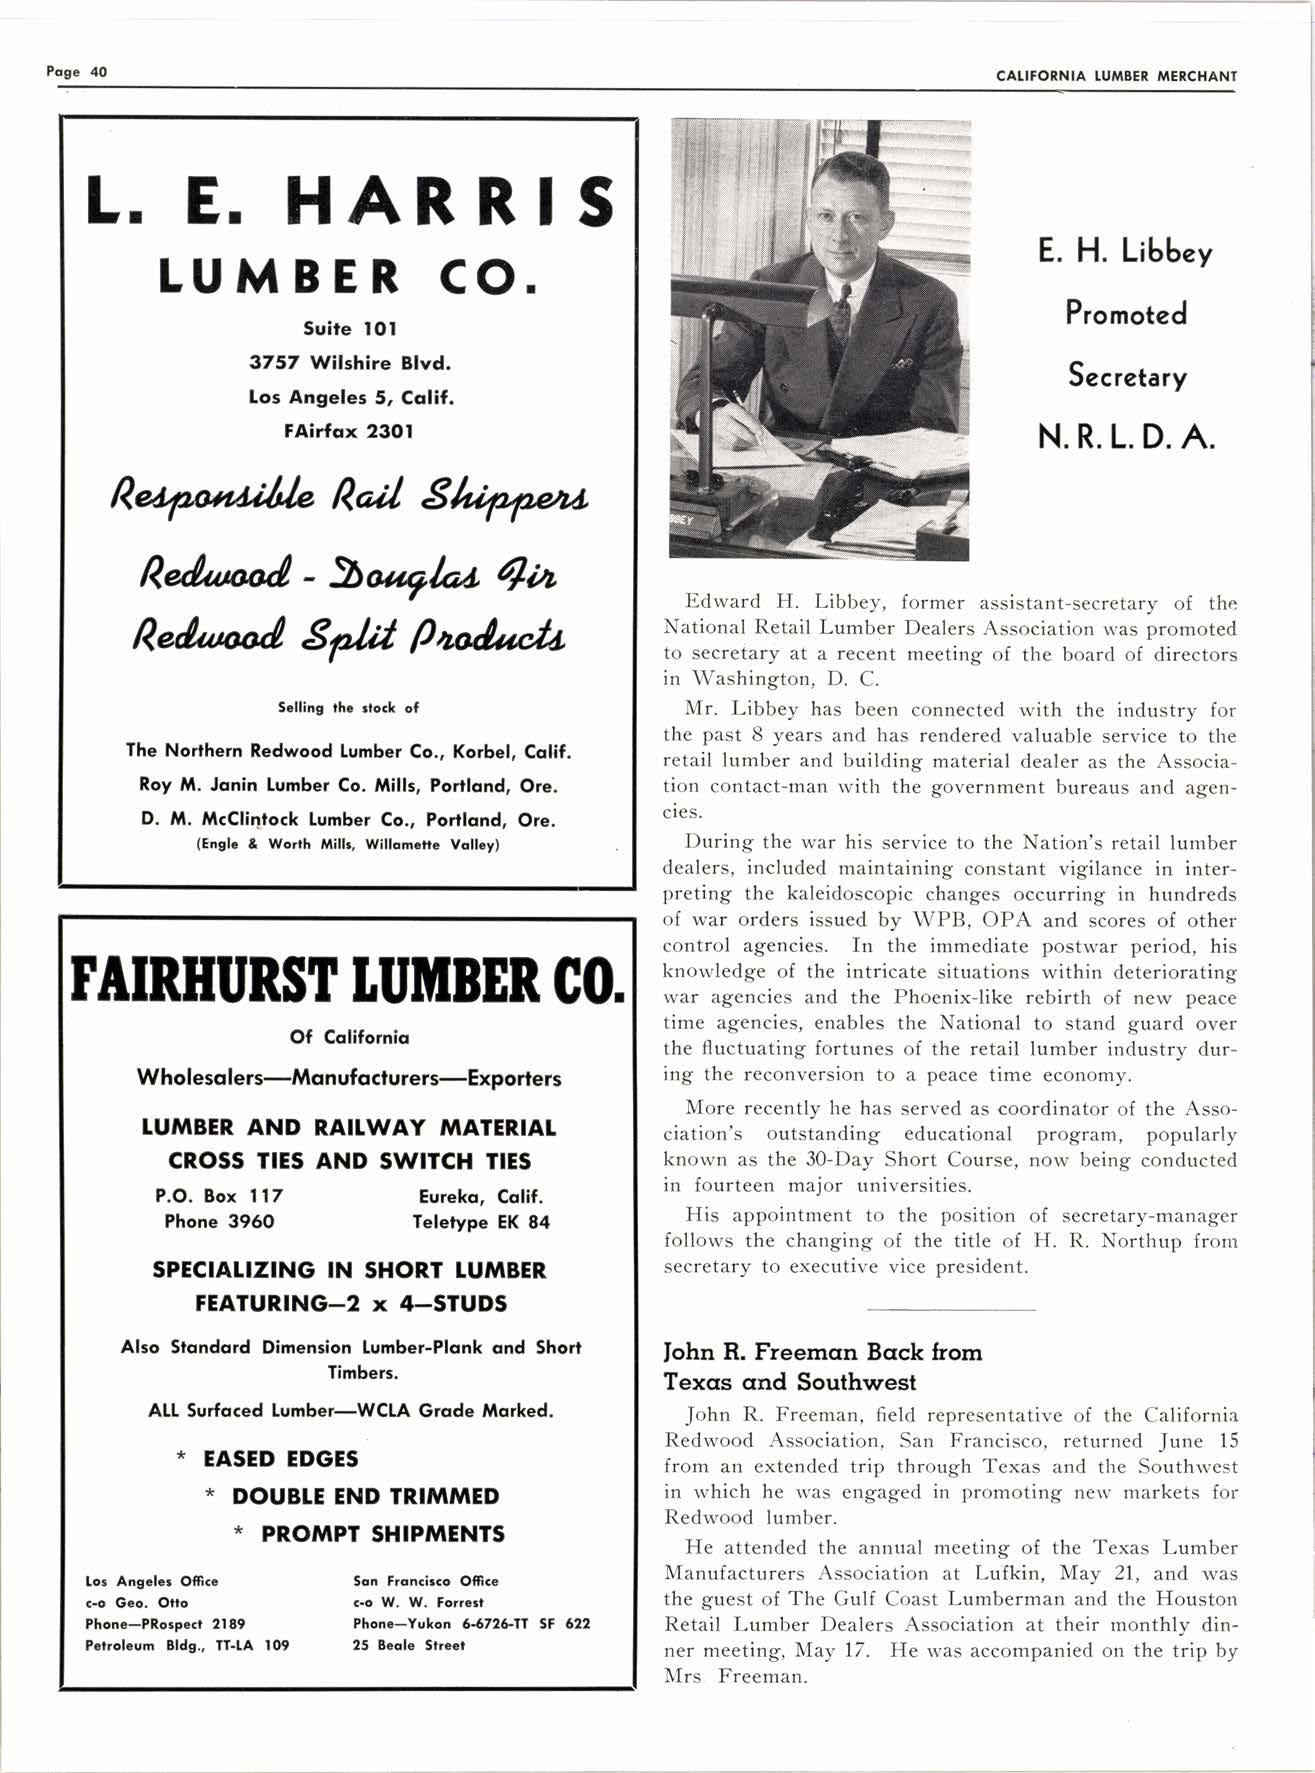 Page 40
CALIFORNIA LUMBER MERCHANT
L. E. HARRIS
LUMBER CO.
Suite 101
3757 Wilshire Blvd.
Los Angeles 5, Calif.
FAirfax 2301
Responsible Rail Shippers
Redwood - Douglas Fir
Redwood Split Products
Selling the stock of
The Northern Redwood Lumber Co., Korbel, Calif.
Roy M. Janin Lumber Co. Mills, Portland, Ore.
D. M. McClintock Lumber Co., Portland, Ore.
(Engle & Worth Mills, Willamette Valley)
FAIRHURST LUMBER CO.
Of California
Wholesalers—Manufacturers—Exporters
LUMBER AND RAILWAY MATERIAL
CROSS TIES AND SWITCH TIES
P.O. Box 117 Eureka, Calif.
Phone 3960 Teletype EK 84
SPECIALIZING IN SHORT LUMBER
FEATURING—2 x 4—STUDS
Also Standard Dimension Lumber-Plank and Short
Timbers.
ALL Surfaced Lumber—WCLA Grade Marked.
* EASED EDGES
* DOUBLE END TRIMMED
* PROMPT SHIPMENTS
Los Angeles Office
c-o Geo. Otto
Phone—PRospect 2189
Petroleum Bldg., TT-LA 109
San Francisco Office
c-o W. W. Forrest
Phone—Yukon 6-6726-TT SF 622
25 Beale Street
BBEY
E. H. Libbey
Promoted
Secretary
N. R. L. D. A.
Edward H. Libbey, former assistant-secretary of the
National Retail Lumber Dealers Association was promoted
to secretary at a recent meeting of the board of directors
in Washington, D. C.
Mr. Libbey has been connected with the industry for
the past 8 years and has rendered valuable service to the
retail lumber and building material dealer as the Associa-
tion contact-man with the government bureaus and agen-
cies.
During the war his service to the Nation's retail lumber
dealers, included maintaining constant vigilance in inter-
preting the kaleidoscopic changes occurring in hundreds
of war orders issued by WPB, OPA and scores of other
control agencies. In the immediate postwar period, his
knowledge of the intricate situations within deteriorating
war agencies and the Phoenix-like rebirth of new peace
time agencies, enables the National to stand guard over
the fluctuating fortunes of the retail lumber industry dur-
ing the reconversion to a peace time economy.
More recently he has served as coordinator of the Asso-
ciation's outstanding educational program, popularly
known as the 30-Day Short Course, now being conducted
in fourteen major universities.
His appointment to the position of secretary-manager
follows the changing of the title of H. R. Northup from
secretary to executive vice president.
John R. Freeman Back from
Texas and Southwest
John R. Freeman, field representative of the California
Redwood Association, San Francisco, returned June 15
from an extended trip through Texas and the Southwest
in which he was engaged in promoting new markets for
Redwood lumber.
He attended the annual meeting of the Texas Lumber
Manufacturers Association at Lufkin, May 21, and was
the guest of The Gulf Coast Lumberman and the Houston
Retail Lumber Dealers Association at their monthly din-
ner meeting, May 17. He was accompanied on the trip by
Mrs Freeman.